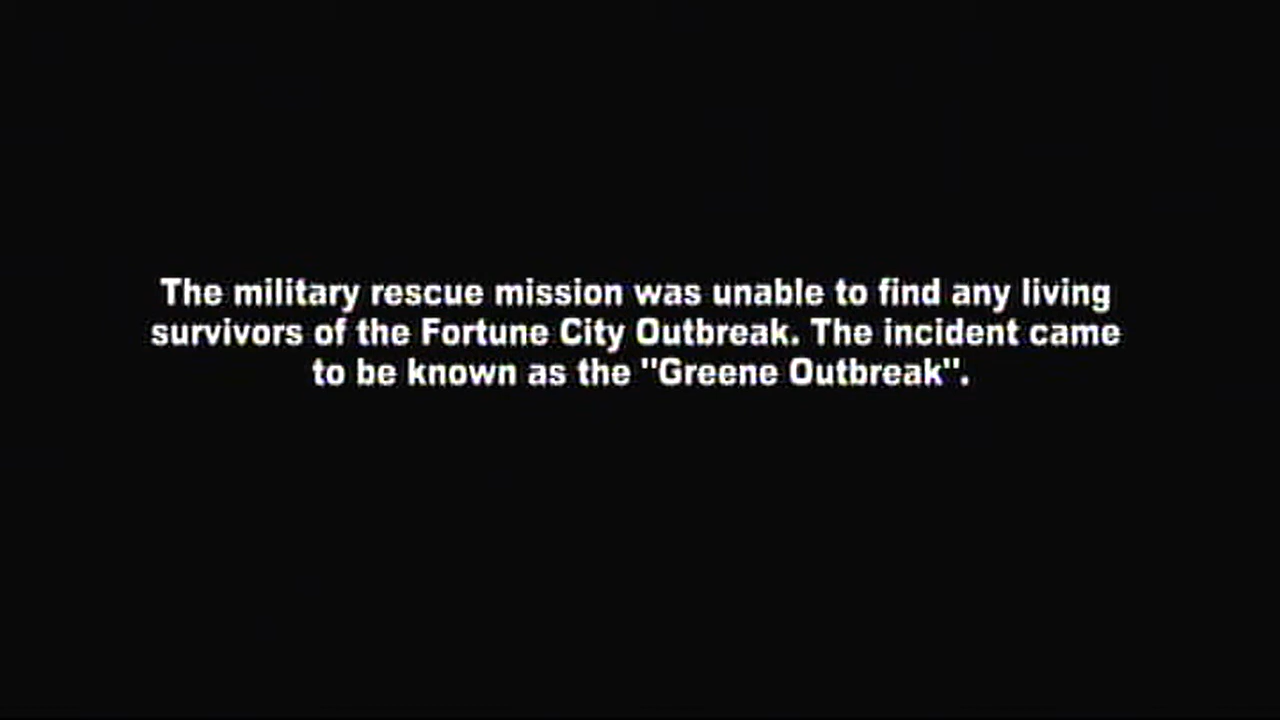 The military rescue mission was unable to find any living
survivors of the Fortune City Outbreak. The incident came
to be known as the "Greene Outbreak".